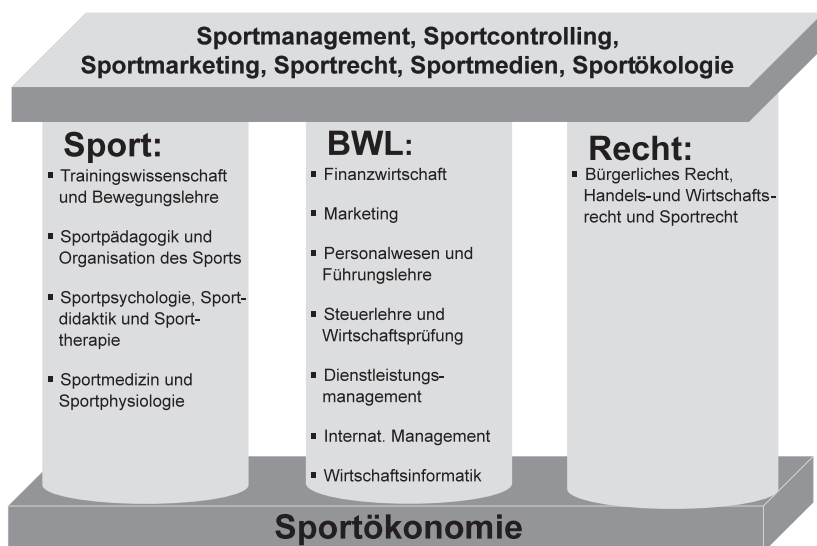 Sportmanagement, Sportcontrolling,
Sportmarketing, Sportrecht, Sportmedien, Sportökologie
Sport:
▪ Trainingswissenschaft
und Bewegungslehre
▪ Sportpädagogik und
Organisation des Sports
▪ Sportpsychologie, Sport-
didaktik und Sport-
therapie
▪ Sportmedizin und
Sportphysiologie
BWL:
▪ Finanzwirtschaft
▪ Marketing
▪ Personalwesen und
Führungslehre
▪ Steuerlehre und
Wirtschaftsprüfung
▪ Dienstleistungs-
management
▪ Internat. Management
▪ Wirtschaftsinformatik
Recht:
▪ Bürgerliches Recht,
Handels-und Wirtschafts-
recht und Sportrecht
Sportökonomie